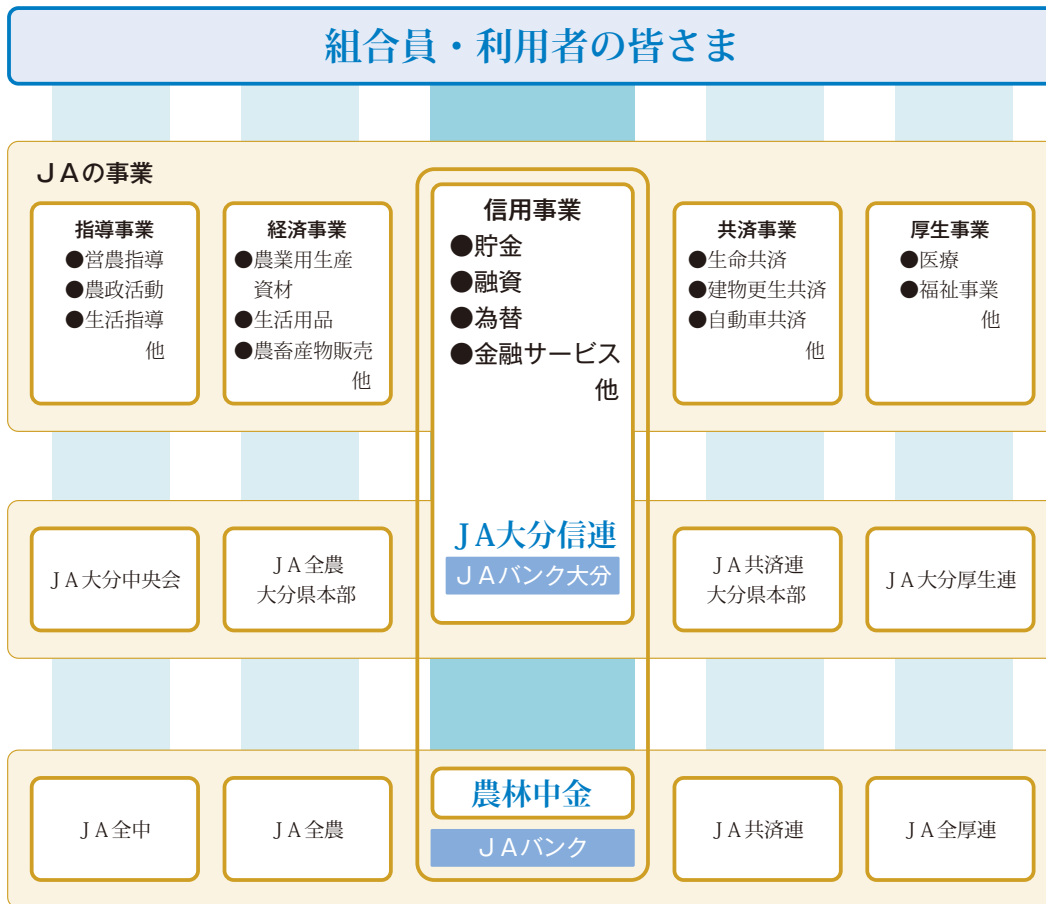 組合員・利用者の皆さま
ＪＡの事業
指導事業
●営農指導
●農政活動
●生活指導
他
経済事業
●農業用生産
資材
●生活用品
●農畜産物販売
他
信用事業
●貯金
●融資
●為替
●金融サービス
他
共済事業
●生命共済
●建物更生共済
●自動車共済
他
厚生事業
●医療
●福祉事業
他
ＪＡ大分中央会
ＪＡ全農
大分県本部
ＪＡ大分信連
ＪＡバンク大分
ＪＡ共済連
大分県本部
ＪＡ大分厚生連
ＪＡ全中
ＪＡ全農
農林中金
ＪＡバンク
ＪＡ共済連
ＪＡ全厚連